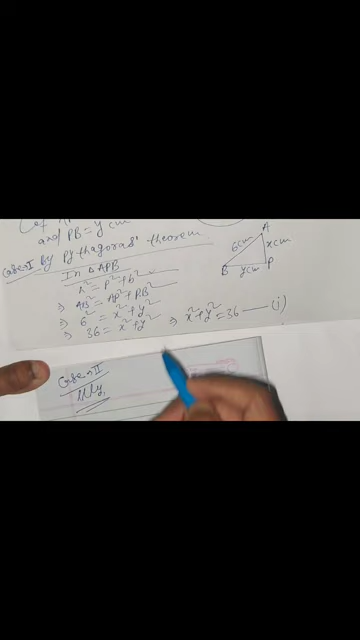 and PB = y cm
Case-I By Pythagoras' theorem
In △APB
h² = p² + b²
⇒ AB² = AP² + PB²
⇒ 6² = x² + y²
⇒ 36 = x² + y² ⇒ x² + y² = 36 — (i)
A
6cm
x cm
B
y cm
P
Case-II